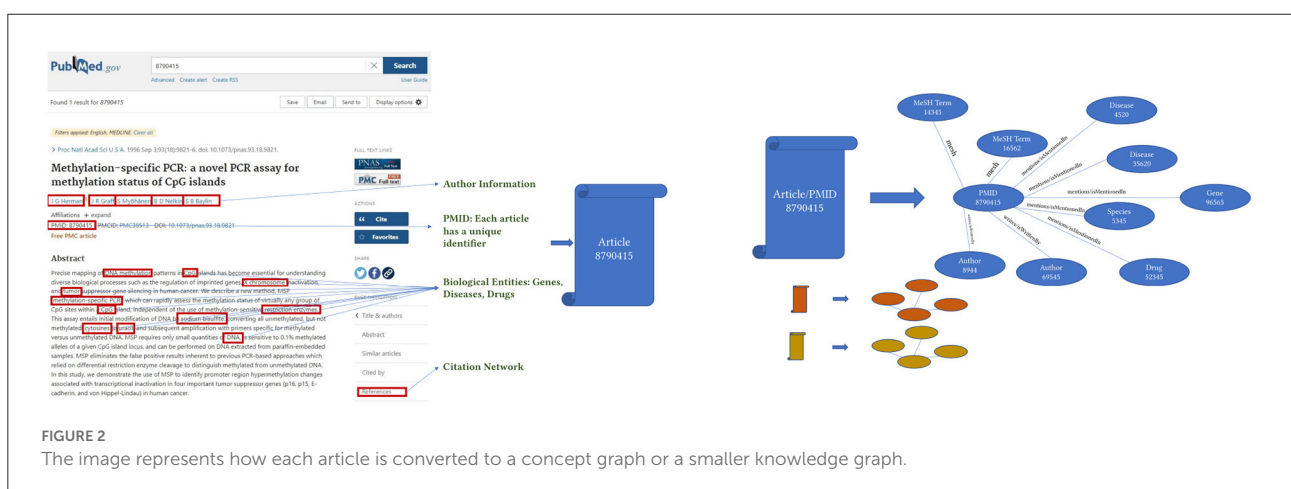 PubMed.gov
8790415
Search
Advanced Create alert Create RSS
User Guide
Found 1 result for 8790415
Save
Email
Send to
Display options
Filters applied: English, MEDLINE. Clear all
> Proc Natl Acad Sci U S A. 1996 Sep 3;93(18):9821-6. doi: 10.1073/pnas.93.18.9821.
Methylation-specific PCR: a novel PCR assay for
methylation status of CpG islands
J G Herman, J R Graff, S Myöhänen, B D Nelkin, S B Baylin
Affiliations + expand
PMID: 8790415 PMCID: PMC38513 DOI: 10.1073/pnas.93.18.9821
Free PMC article
Abstract
Precise mapping of DNA methylation patterns in CpG islands has become essential for understanding
diverse biological processes such as the regulation of imprinted genes, X chromosome inactivation,
and tumor suppressor gene silencing in human cancer. We describe a new method, MSP
(methylation-specific PCR), which can rapidly assess the methylation status of virtually any group of
CpG sites within a CpG island, independent of the use of methylation-sensitive restriction enzymes.
This assay entails initial modification of DNA by sodium bisulfite, converting all unmethylated, but not
methylated, cytosines to uracil, and subsequent amplification with primers specific for methylated
versus unmethylated DNA. MSP requires only small quantities of DNA, is sensitive to 0.1% methylated
alleles of a given CpG island locus, and can be performed on DNA extracted from paraffin-embedded
samples. MSP eliminates the false positive results inherent to previous PCR-based approaches which
relied on differential restriction enzyme cleavage to distinguish methylated from unmethylated DNA.
In this study, we demonstrate the use of MSP to identify promoter region hypermethylation changes
associated with transcriptional inactivation in four important tumor suppressor genes (p16, p15, E-
cadherin, and von Hippel-Lindau) in human cancer.
FULL TEXT LINKS
PNAS Full Text
PMC Full text
ACTIONS
Cite
Favorites
SHARE
PAGE NAVIGATION
Title & authors
Abstract
Similar articles
Cited by
References
Author Information
PMID: Each article
has a unique
identifier
Biological Entities: Genes,
Diseases, Drugs
Citation Network
Article
8790415
Article/PMID
8790415
MeSH Term
14345
MeSH Term
16562
Disease
4520
Disease
35620
Gene
96565
Species
5345
Drug
52345
Author
69545
Author
8944
PMID
8790415
mesh
mesh
mentions/isMentionedIn
mentions/isMentionedIn
mentions/isMentionedIn
mentions/isMentionedIn
mentions/isMentionedIn
writes/isWrittenBy
writes/isWrittenBy
FIGURE 2
The image represents how each article is converted to a concept graph or a smaller knowledge graph.